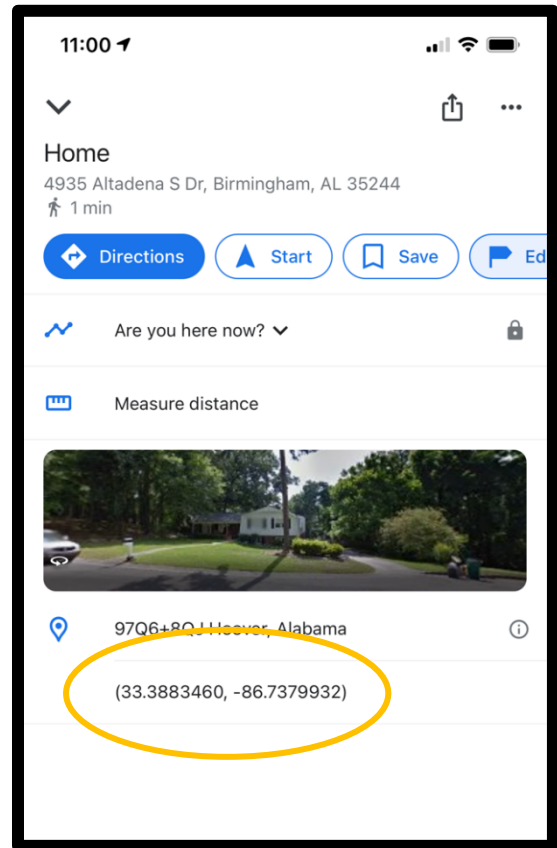 11:00
Home
4935 Altadena S Dr, Birmingham, AL 35244
1 min
Directions
Start
Save
Ed
Are you here now?
Measure distance
97Q6+8QJ Hoover, Alabama
(33.3883460, -86.7379932)